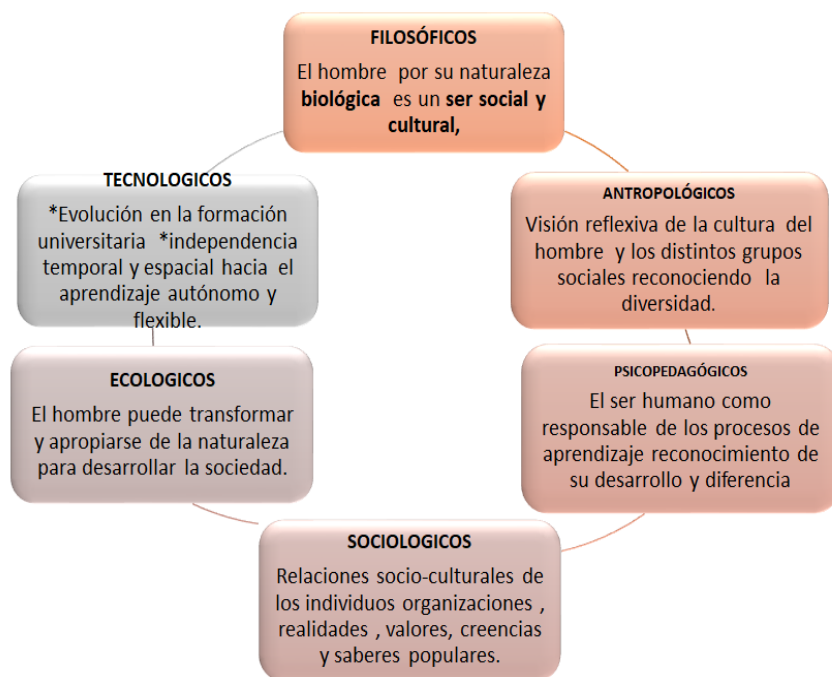 FILOSÓFICOS
El hombre por su naturaleza
biológica es un ser social y
cultural,
ANTROPOLÓGICOS
Visión reflexiva de la cultura del
hombre y los distintos grupos
sociales reconociendo la
diversidad.
PSICOPEDAGÓGICOS
El ser humano como
responsable de los procesos de
aprendizaje reconocimiento de
su desarrollo y diferencia
SOCIOLOGICOS
Relaciones socio-culturales de
los individuos organizaciones ,
realidades , valores, creencias
y saberes populares.
ECOLOGICOS
El hombre puede transformar
y apropiarse de la naturaleza
para desarrollar la sociedad.
TECNOLOGICOS
*Evolución en la formación
universitaria *independencia
temporal y espacial hacia el
aprendizaje autónomo y
flexible.